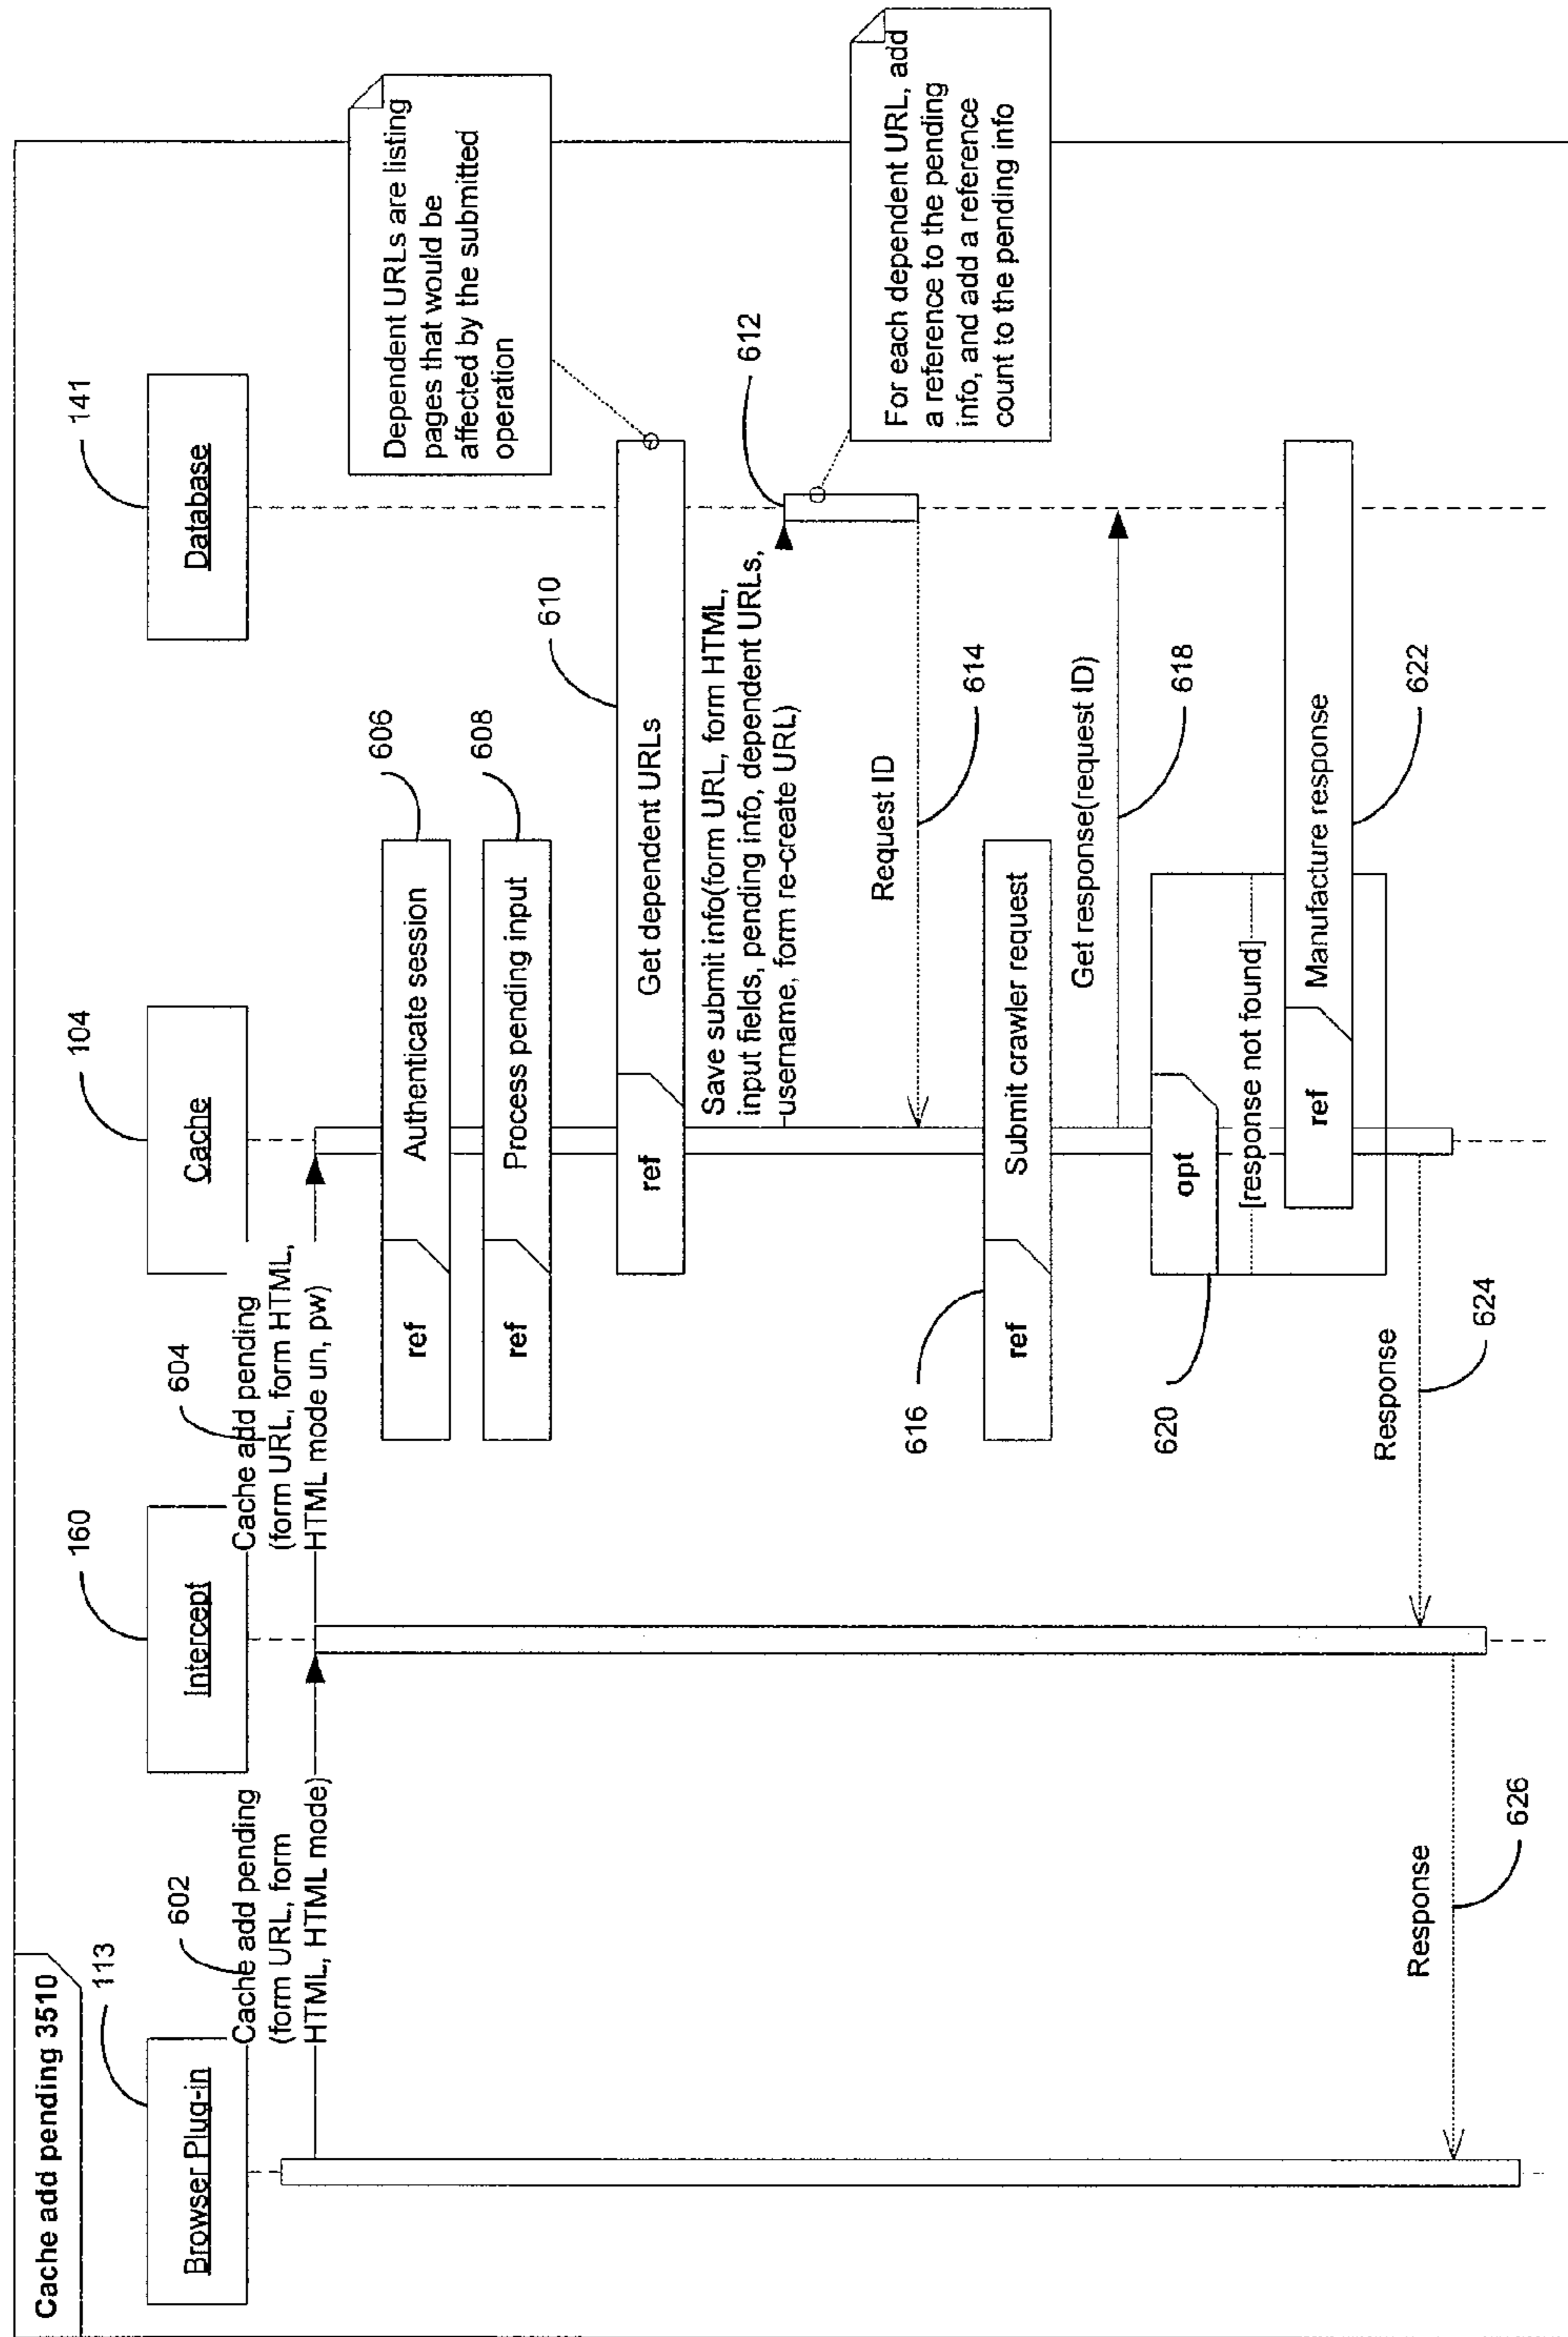 Cache add pending 3510
113
Browser Plug-in
160
Intercept
104
Cache
141
Database
602
Cache add pending
(form URL, form
HTML, HTML mode)
604
Cache add pending
(form URL, form HTML,
HTML mode un, pw)
Dependent URLs are listing
pages that would be
affected by the submitted
operation
ref
Authenticate session
606
ref
Process pending input
608
ref
Get dependent URLs
610
Save submit info(form URL, form HTML,
input fields, pending info, dependent URLs,
username, form re-create URL)
612
For each dependent URL, add
a reference to the pending
info, and add a reference
count to the pending info
Request ID
614
616
ref
Submit crawler request
Get response(request ID)
618
620
opt
[response not found]
ref
Manufacture response
622
Response
624
Response
626